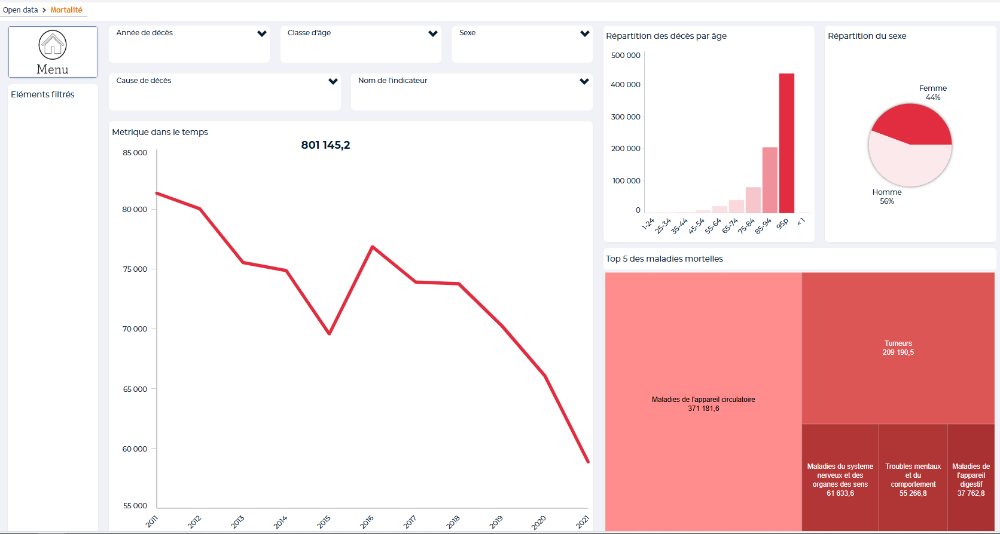 Open data > Mortalité
Menu
Eléments filtrés
Année de décès
Classe d'âge
Sexe
Cause de décès
Nom de l'indicateur
Metrique dans le temps
801 145,2
85 000
80 000
75 000
70 000
65 000
60 000
55 000
2011
2012
2013
2014
2015
2016
2017
2018
2019
2020
2021
Répartition des décès par âge
500 000
400 000
300 000
200 000
100 000
0
1-24
25-34
35-44
45-54
55-64
65-74
75-84
85-94
95p
<1
Répartition du sexe
Femme
44%
Homme
56%
Top 5 des maladies mortelles
Maladies de l'appareil circulatoire
371 181,6
Tumeurs
209 190,5
Maladies du systeme
nerveux et des
organes des sens
61 633,6
Troubles mentaux
et du
comportement
55 266,8
Maladies de
l'appareil
digestif
37 762,8